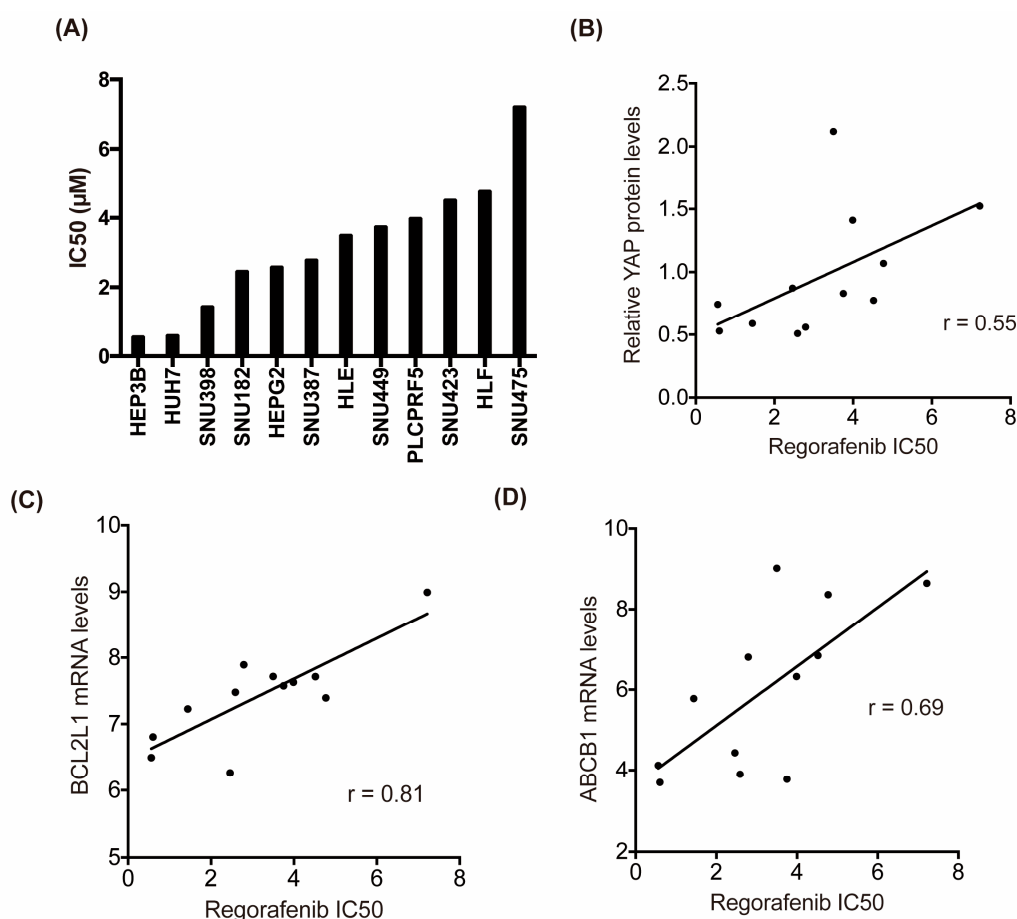 (A)
8
6
4
2
0
IC50 (µM)
HEP3B
HUH7
SNU398
SNU182
HEPG2
SNU387
HLE
SNU449
PLCPRF5
SNU423
HLF
SNU475
(B)
2.5
2.0
1.5
1.0
0.5
0.0
Relative YAP protein levels
r = 0.55
0 2 4 6 8
Regorafenib IC50
(C)
10
9
8
7
6
5
BCL2L1 mRNA levels
r = 0.81
0 2 4 6 8
Regorafenib IC50
(D)
10
8
6
4
2
ABCB1 mRNA levels
r = 0.69
0 2 4 6 8
Regorafenib IC50